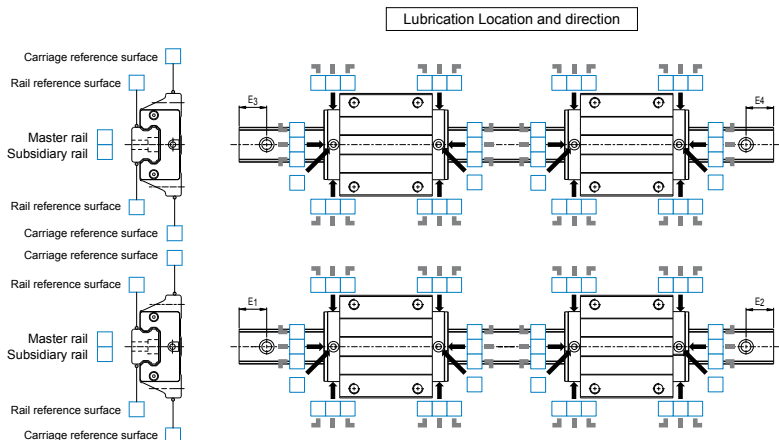 Lubrication Location and direction
Carriage reference surface
Rail reference surface
E3
E4
Master rail
Subsidiary rail
Rail reference surface
Carriage reference surface
Carriage reference surface
Rail reference surface
E1
E2
Master rail
Subsidiary rail
Rail reference surface
Carriage reference surface